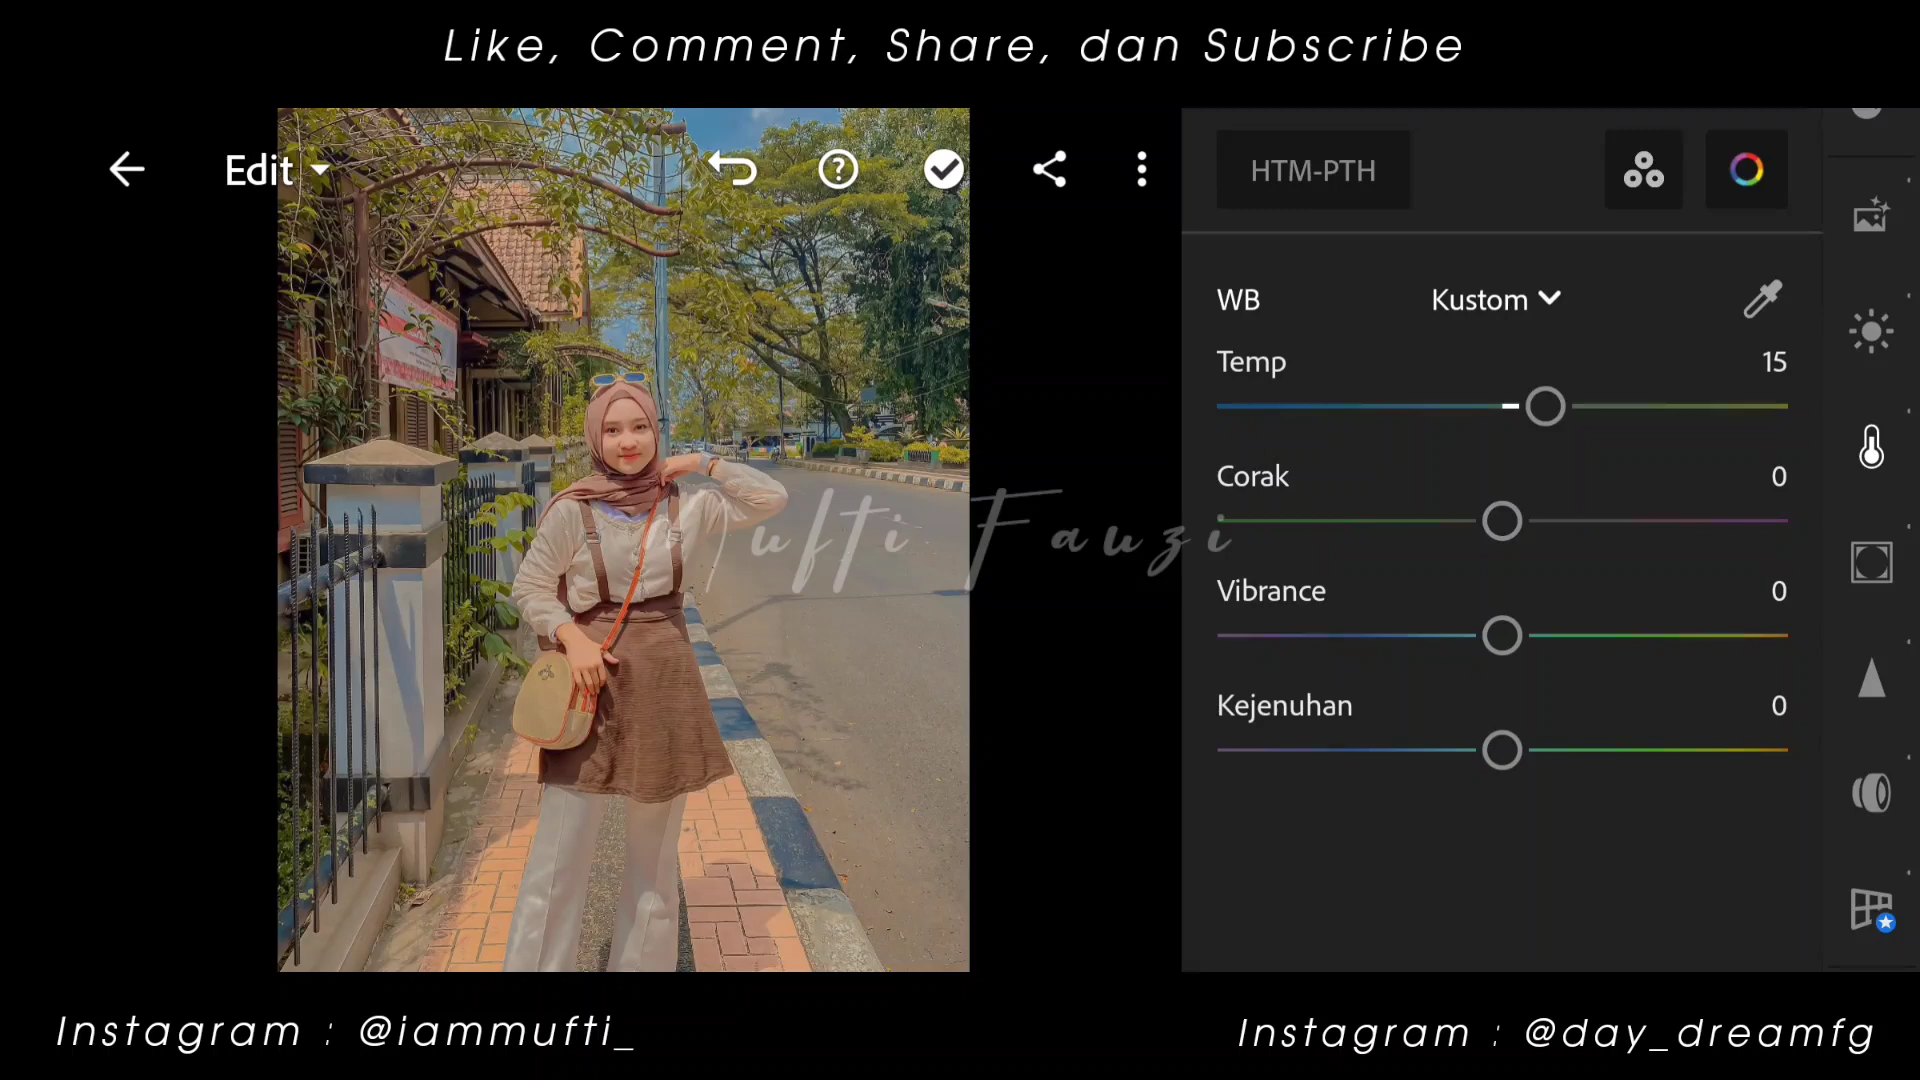 Like, Comment, Share, dan Subscribe
Edit
HTM-PTH
WB
Kustom
Temp
15
Corak
0
Mufti Fauzi
Vibrance
0
Kejenuhan
0
Instagram : @iammufti_
Instagram : @day_dreamfg